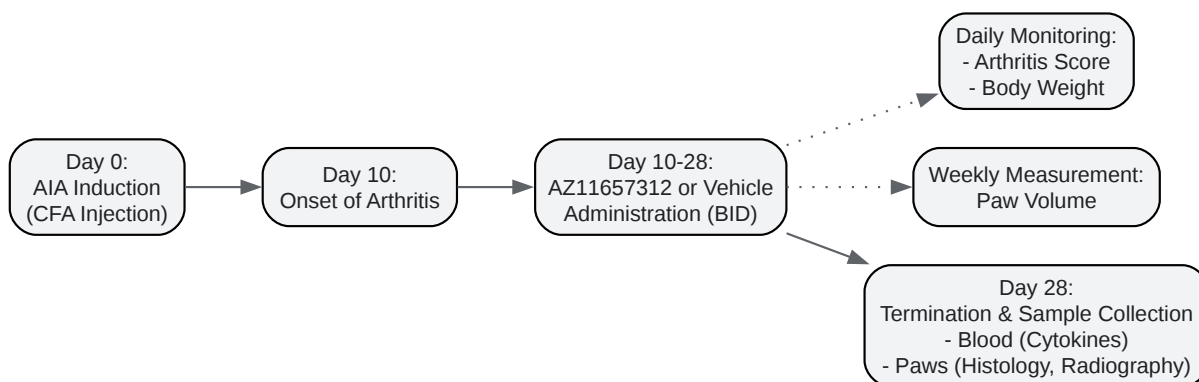 Day 0:
AIA Induction
(CFA Injection)
Day 10:
Onset of Arthritis
Day 10-28:
AZ11657312 or Vehicle
Administration (BID)
Daily Monitoring:
- Arthritis Score
- Body Weight
Weekly Measurement:
Paw Volume
Day 28:
Termination & Sample Collection
- Blood (Cytokines)
- Paws (Histology, Radiography)